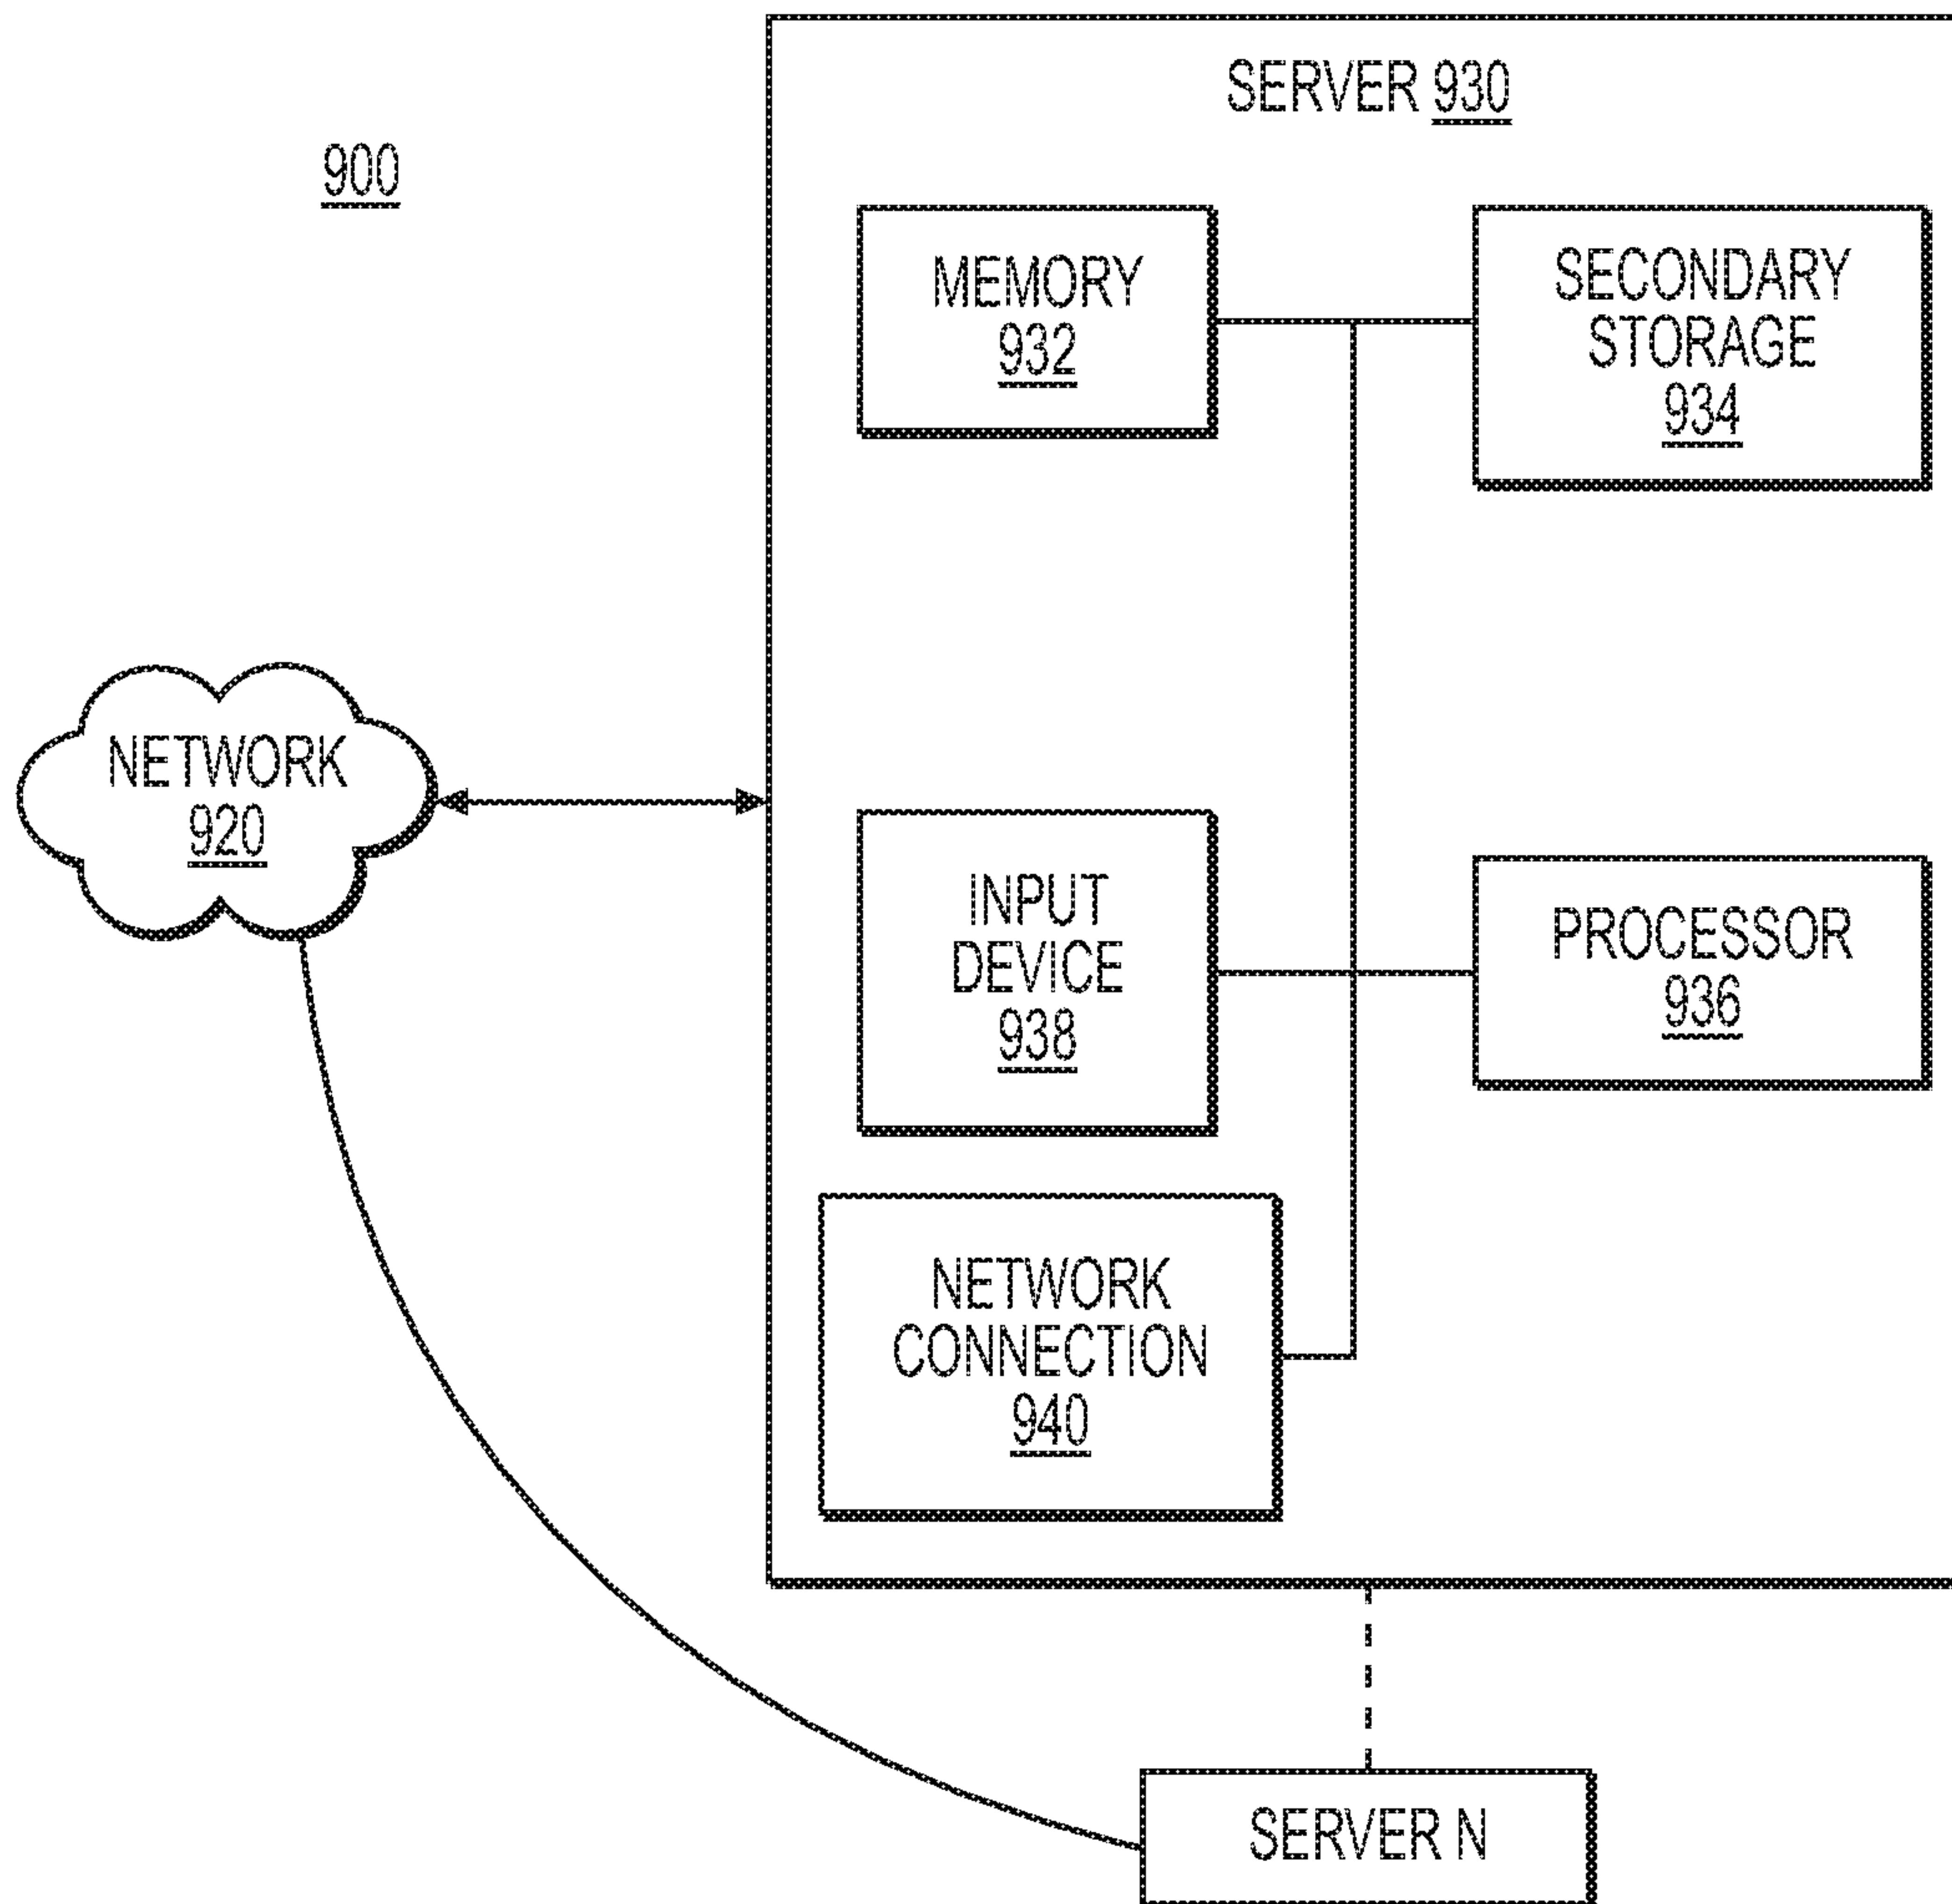 SERVER 930
900
MEMORY
932
SECONDARY
STORAGE
934
NETWORK
920
INPUT
DEVICE
938
PROCESSOR
936
NETWORK
CONNECTION
940
SERVER N